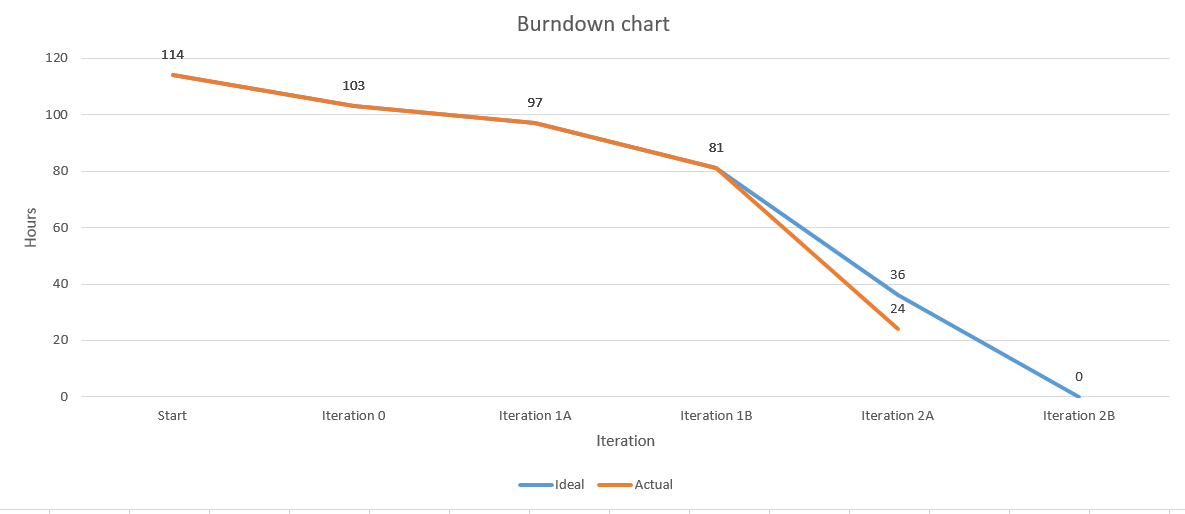 Burndown chart
120
100
80
60
40
20
0
Hours
114
103
97
81
36
24
0
Start
Iteration 0
Iteration 1A
Iteration 1B
Iteration 2A
Iteration 2B
Iteration
Ideal
Actual